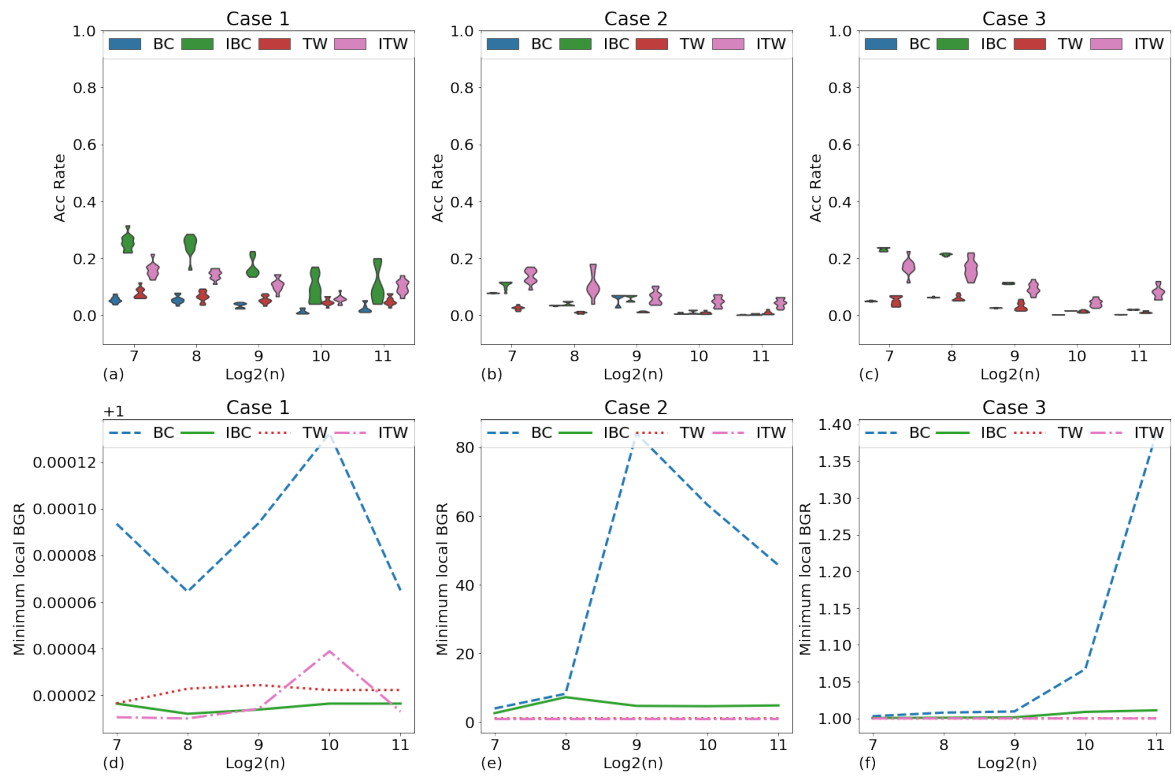 Case 1
1.0
BC IBC TW ITW
0.8
0.6
0.4
0.2
0.0
Acc Rate
7 8 9 10 11
(a) Log2(n)
Case 2
1.0
BC IBC TW ITW
0.8
0.6
0.4
0.2
0.0
Acc Rate
7 8 9 10 11
(b) Log2(n)
Case 3
1.0
BC IBC TW ITW
0.8
0.6
0.4
0.2
0.0
Acc Rate
7 8 9 10 11
(c) Log2(n)
+1 Case 1
BC IBC TW ITW
0.00012
0.00010
0.00008
0.00006
0.00004
0.00002
Minimum local BGR
7 8 9 10 11
(d) Log2(n)
Case 2
BC IBC TW ITW
80
60
40
20
0
Minimum local BGR
7 8 9 10 11
(e) Log2(n)
Case 3
1.40
BC IBC TW ITW
1.35
1.30
1.25
1.20
1.15
1.10
1.05
1.00
Minimum local BGR
7 8 9 10 11
(f) Log2(n)